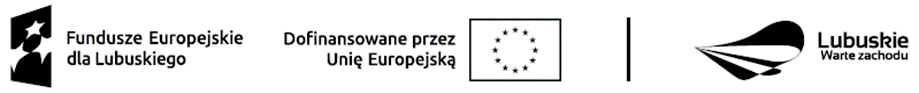 Fundusze Europejskie
dla Lubuskiego
Dofinansowane przez
Unię Europejską
Lubuskie
Warte zachodu